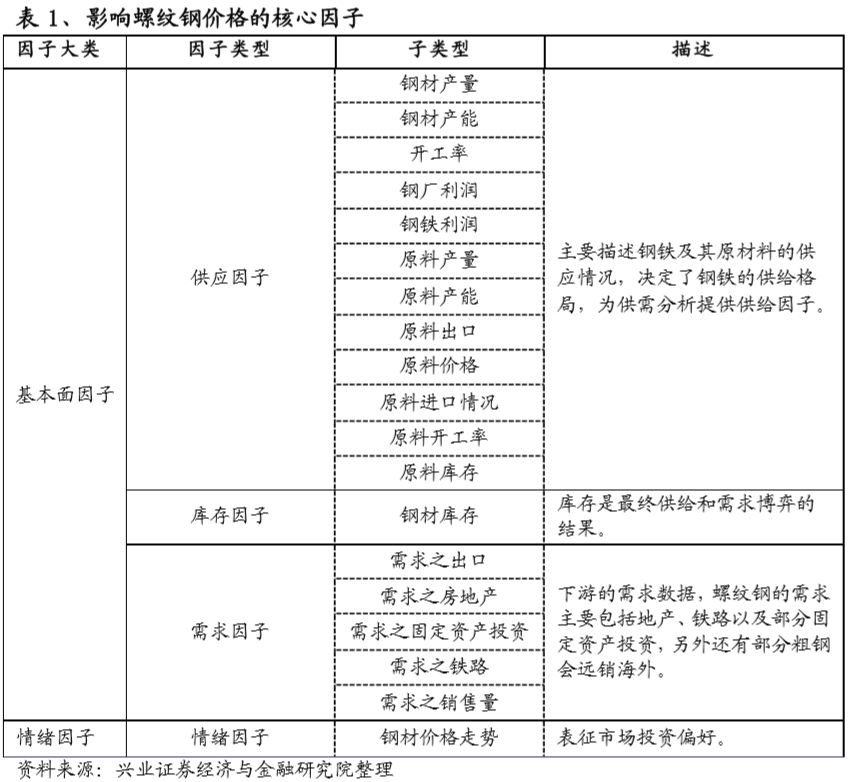 表 1、影响螺纹钢价格的核心因子
因子大类 因子类型 子类型 描述
钢材产量
钢材产能
开工率
钢厂利润
钢铁利润
原料产量
原料产能
原料出口
原料价格
原料进口情况
原料开工率
原料库存
供应因子
主要描述钢铁及其原材料的供
应情况，决定了钢铁的供给格
局，为供需分析提供供给因子。
基本面因子
库存因子
钢材库存
库存是最终供给和需求博弈的
结果。
需求因子
需求之出口
需求之房地产
需求之固定资产投资
需求之铁路
需求之销售量
下游的需求数据，螺纹钢的需求
主要包括地产、铁路以及部分固
定资产投资，另外还有部分粗钢
会远销海外。
情绪因子 情绪因子 钢材价格走势 表征市场投资偏好。
资料来源：兴业证券经济与金融研究院整理